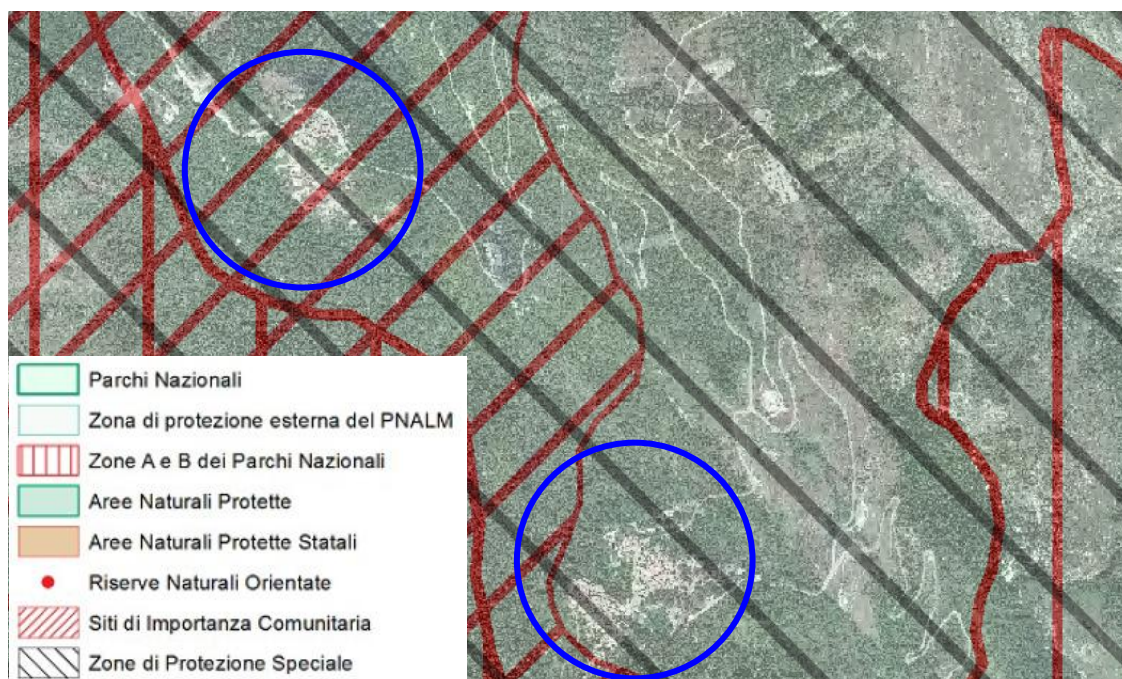 Parchi Nazionali
Zona di protezione esterna del PNALM
Zone A e B dei Parchi Nazionali
Aree Naturali Protette
Aree Naturali Protette Statali
Riserve Naturali Orientate
Siti di Importanza Comunitaria
Zone di Protezione Speciale